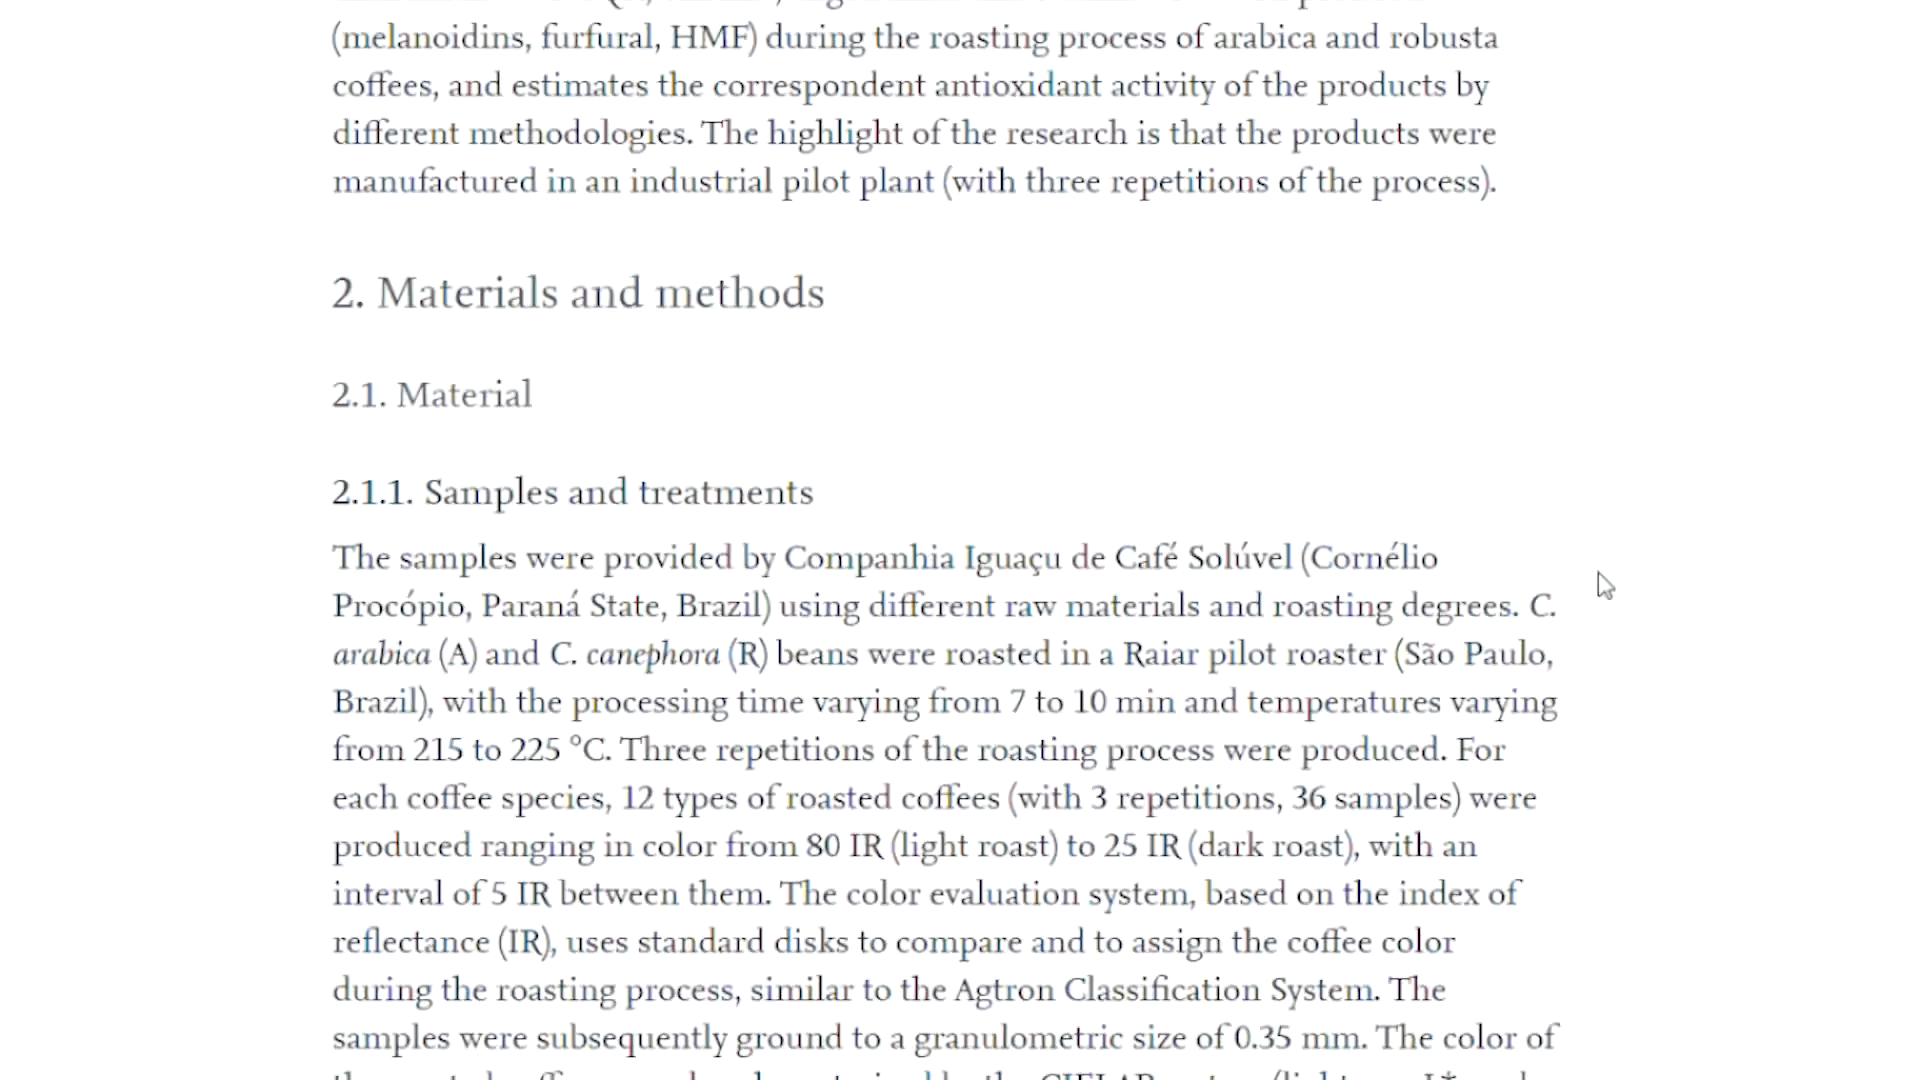 (melanoidins, furfural, HMF) during the roasting process of arabica and robusta
coffees, and estimates the correspondent antioxidant activity of the products by
different methodologies. The highlight of the research is that the products were
manufactured in an industrial pilot plant (with three repetitions of the process).
2. Materials and methods
2.1. Material
2.1.1. Samples and treatments
The samples were provided by Companhia Iguaçu de Café Solúvel (Cornélio
Procópio, Paraná State, Brazil) using different raw materials and roasting degrees. C.
arabica (A) and C. canephora (R) beans were roasted in a Raiar pilot roaster (São Paulo,
Brazil), with the processing time varying from 7 to 10 min and temperatures varying
from 215 to 225 °C. Three repetitions of the roasting process were produced. For
each coffee species, 12 types of roasted coffees (with 3 repetitions, 36 samples) were
produced ranging in color from 80 IR (light roast) to 25 IR (dark roast), with an
interval of 5 IR between them. The color evaluation system, based on the index of
reflectance (IR), uses standard disks to compare and to assign the coffee color
during the roasting process, similar to the Agtron Classification System. The
samples were subsequently ground to a granulometric size of 0.35 mm. The color of